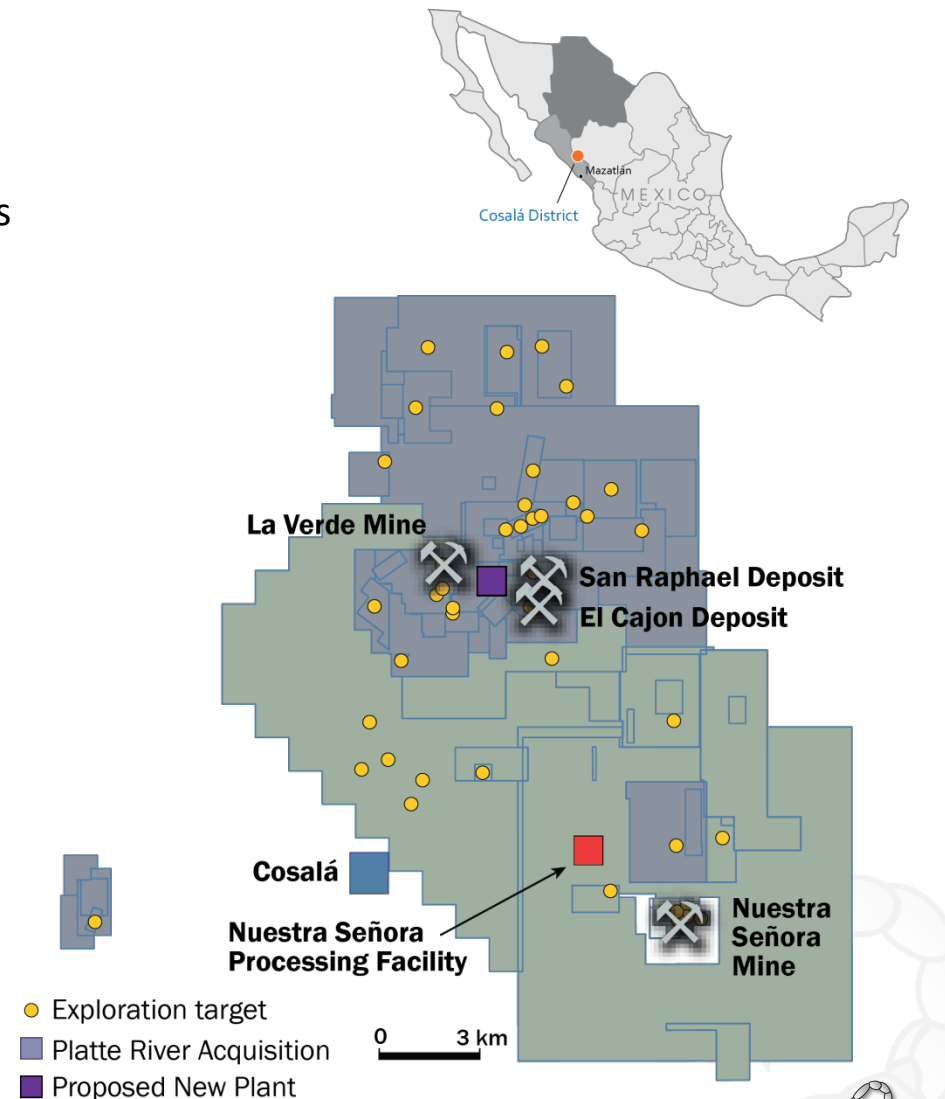 s
Mazatlán
MEXICO
Cosalá District
La Verde Mine
San Raphael Deposit
El Cajon Deposit
Cosalá
Nuestra Señora
Processing Facility
Nuestra
Señora
Mine
Exploration target
Platte River Acquisition
Proposed New Plant
0 3 km